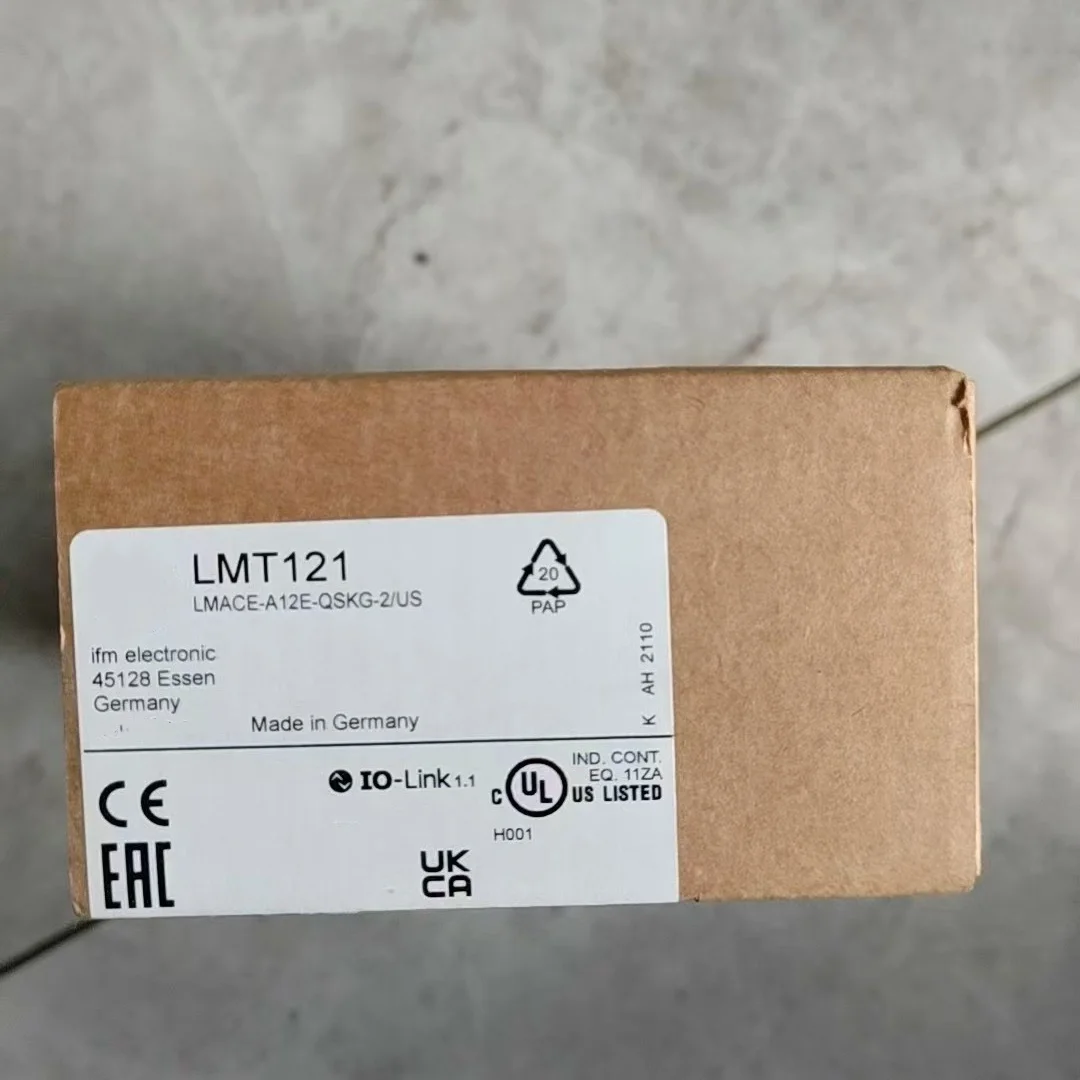 LMT121
LMACE-A12E-QSKG-2/US
20
PAP
ifm electronic
45128 Essen
Germany
Made in Germany
K AH 2110
CE
EAC
IO-Link 1.1
C UL US LISTED
IND. CONT.
EQ. 11ZA
H001
UK
CA